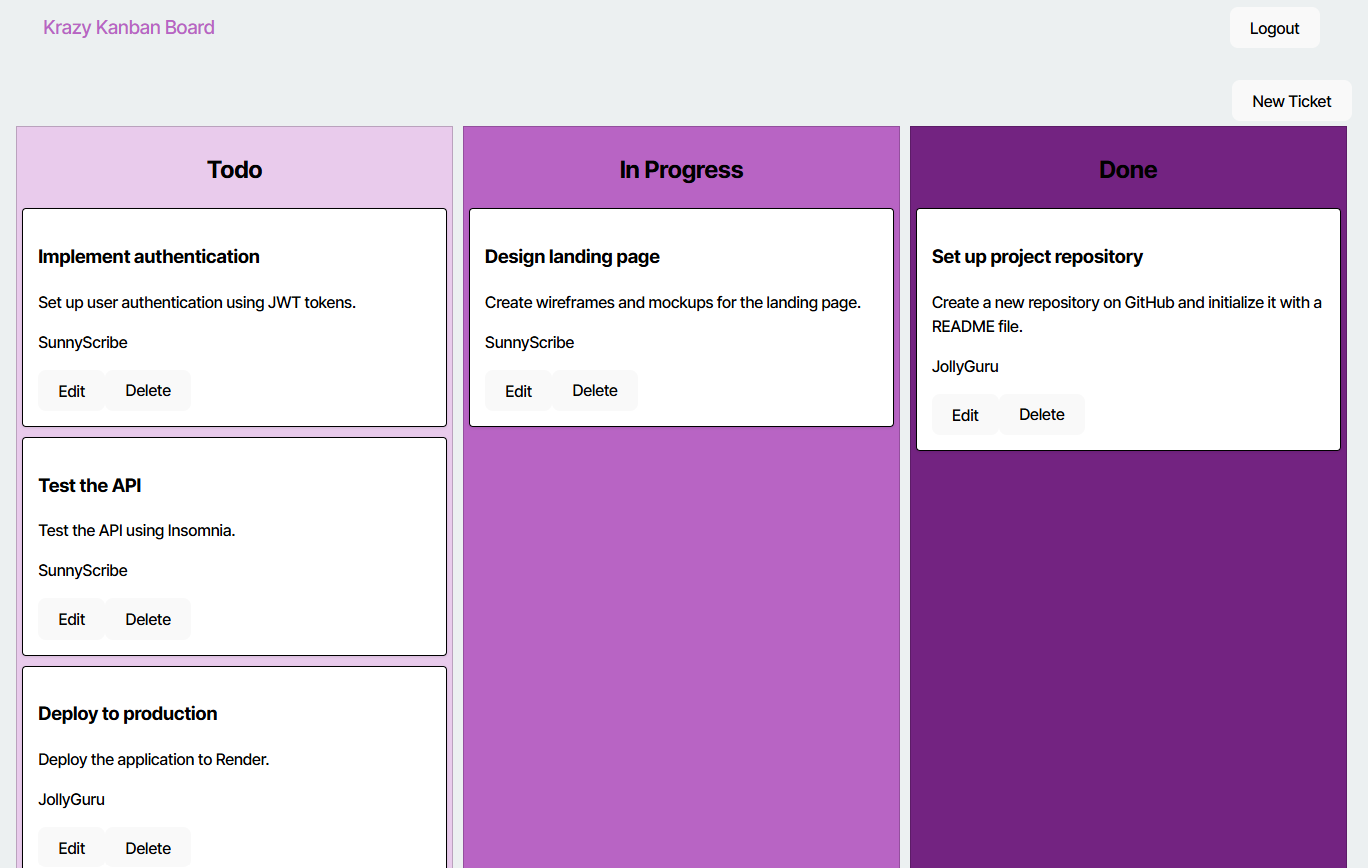 Krazy Kanban Board
Logout
New Ticket
Todo
Implement authentication
Set up user authentication using JWT tokens.
SunnyScribe
Edit Delete
Test the API
Test the API using Insomnia.
SunnyScribe
Edit Delete
Deploy to production
Deploy the application to Render.
JollyGuru
Edit Delete
In Progress
Design landing page
Create wireframes and mockups for the landing page.
SunnyScribe
Edit Delete
Done
Set up project repository
Create a new repository on GitHub and initialize it with a
README file.
JollyGuru
Edit Delete